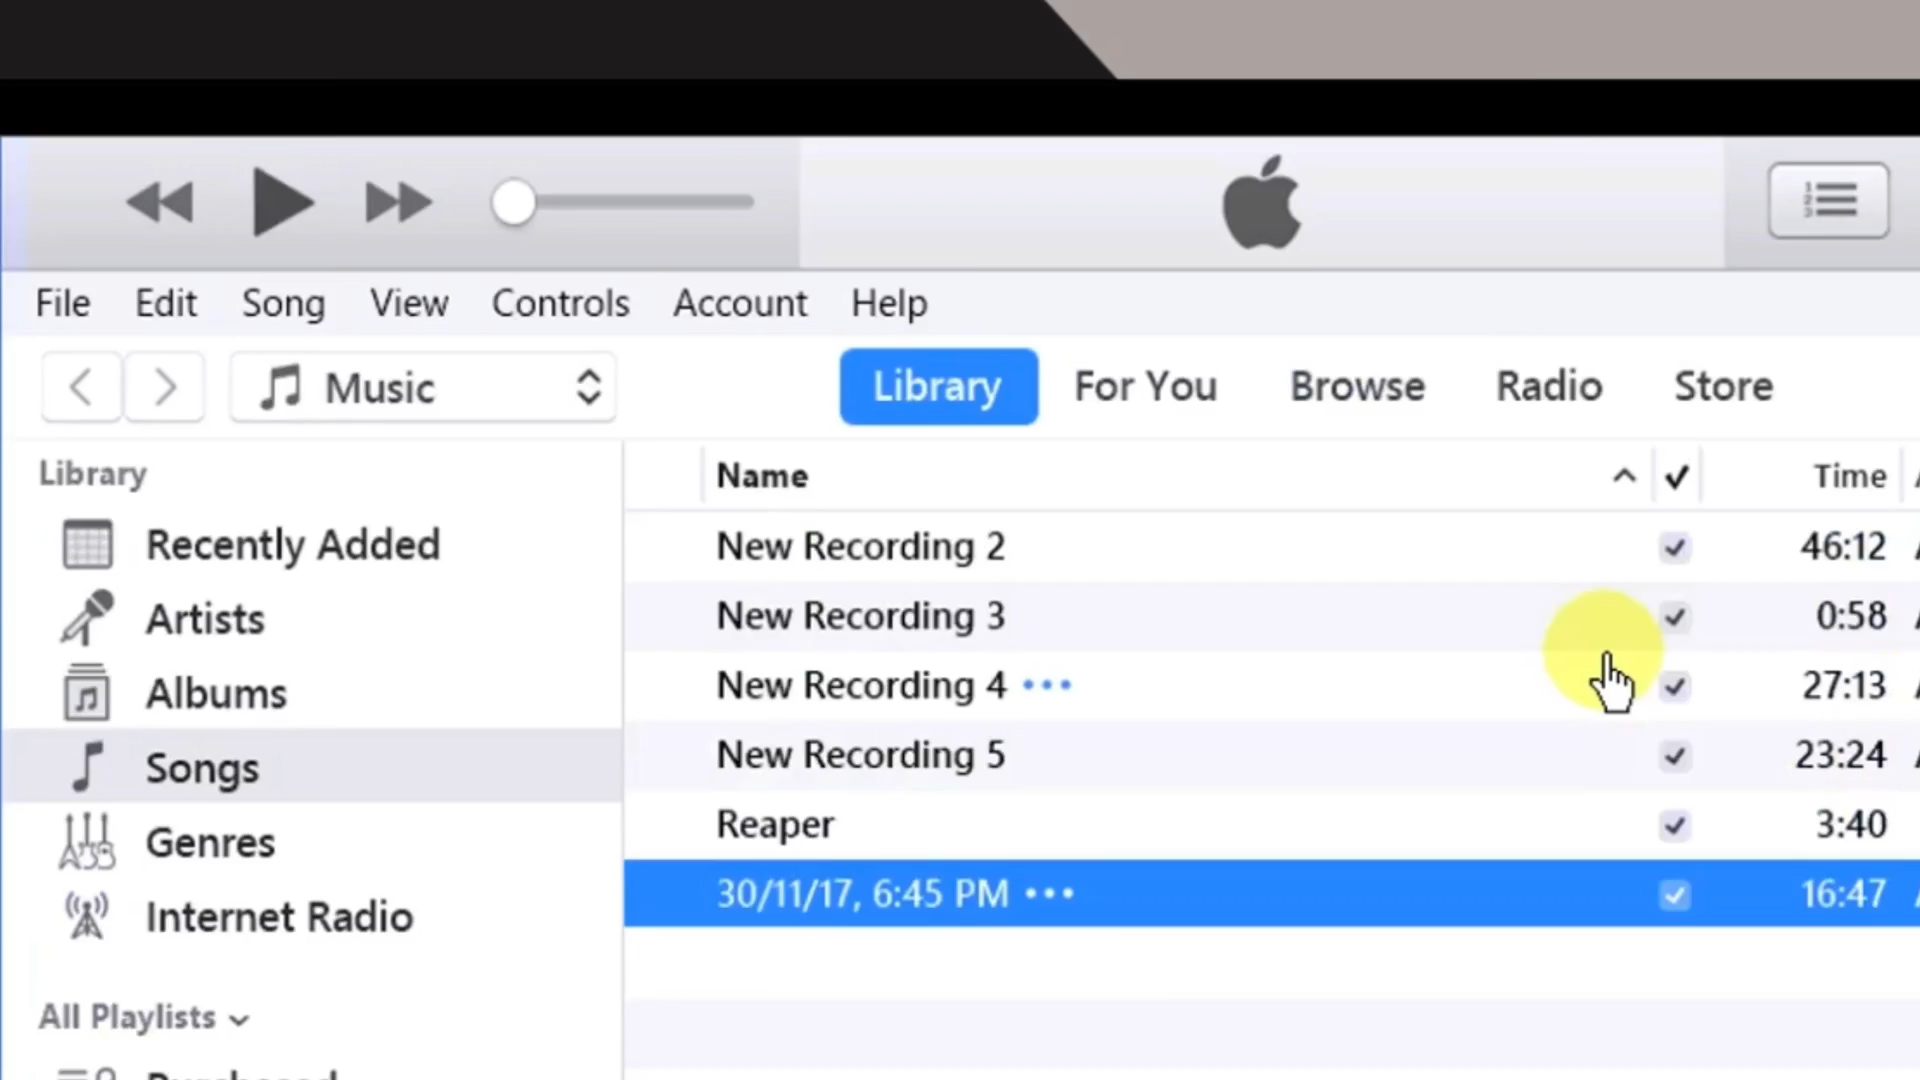 File Edit Song View Controls Account Help
Music Library For You Browse Radio Store
Library
Recently Added
Artists
Albums
Songs
Genres
Internet Radio
All Playlists
Name Time
New Recording 2 46:12
New Recording 3 0:58
New Recording 4 ••• 27:13
New Recording 5 23:24
Reaper 3:40
30/11/17, 6:45 PM ••• 16:47